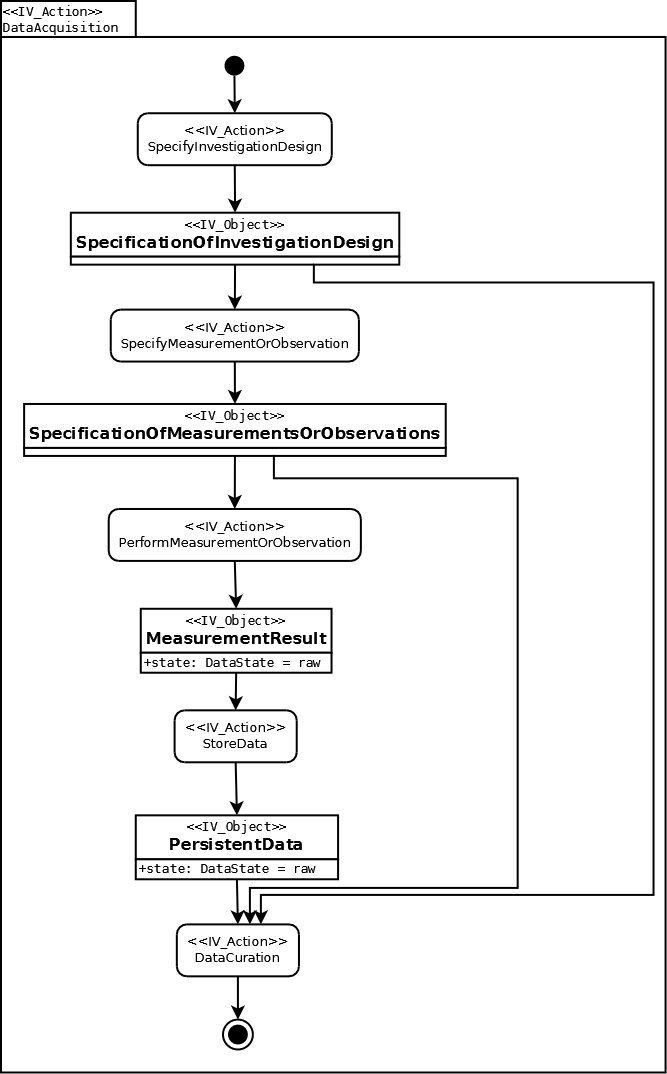 <<IV_Action>>
DataAcquisition
<<IV_Action>>
SpecifyInvestigationDesign
<<IV_Object>>
SpecificationOfInvestigationDesign
<<IV_Action>>
SpecifyMeasurementOrObservation
<<IV_Object>>
SpecificationOfMeasurementsOrObservations
<<IV_Action>>
PerformMeasurementOrObservation
<<IV_Object>>
MeasurementResult
+state: DataState = raw
<<IV_Action>>
StoreData
<<IV_Object>>
PersistentData
+state: DataState = raw
<<IV_Action>>
DataCuration